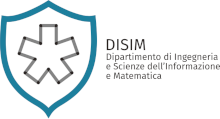 DISIM
Dipartimento di Ingegneria
e Scienze dell'Informazione
e Matematica